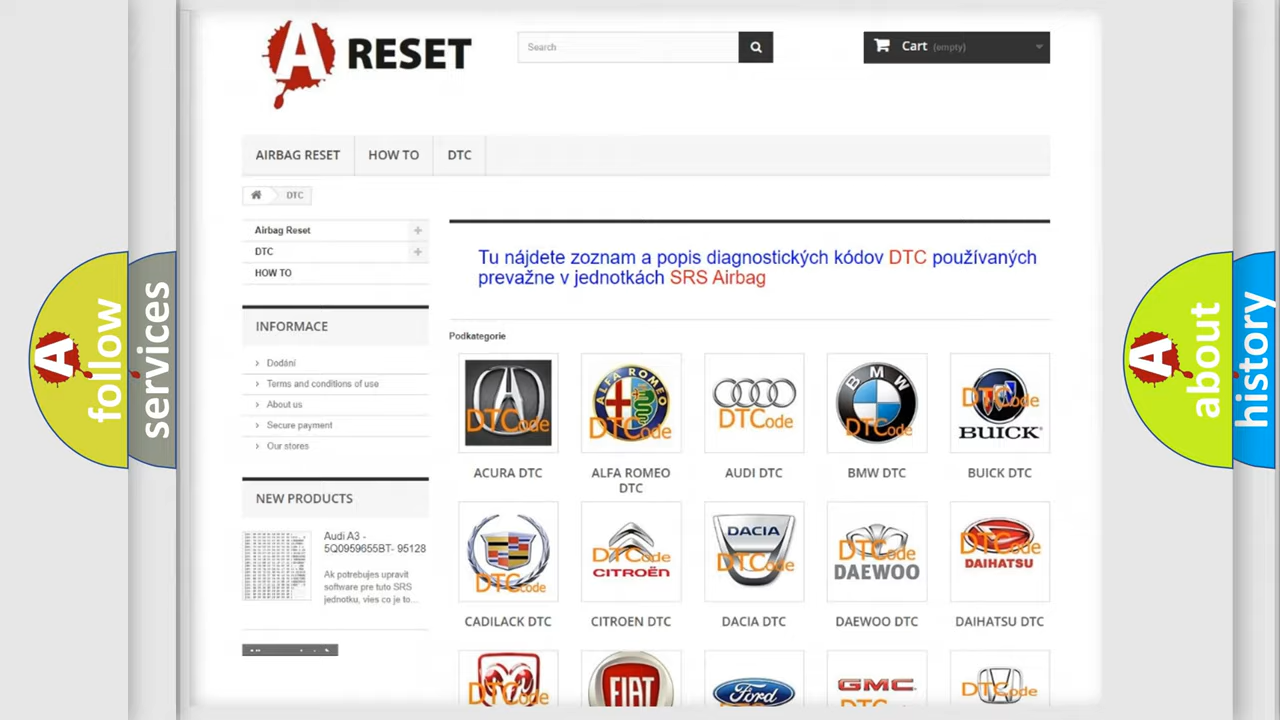 A RESET
Search
Cart (empty)
AIRBAG RESET
HOW TO
DTC
DTC
Airbag Reset
DTC
HOW TO
INFORMACE
Dodání
Terms and conditions of use
About us
Secure payment
Our stores
NEW PRODUCTS
Audi A3 -
5Q0959655BT- 95128
Ak potrebujes upravit
software pre tuto SRS
jednotku, vies co je to...
Tu nájdete zoznam a popis diagnostických kódov DTC používaných
prevažne v jednotkách SRS Airbag
Podkategorie
DTCode
ACURA DTC
ALFA ROMEO
DTCode
ALFA ROMEO
DTC
DTCode
AUDI DTC
BMW
DTCode
BMW DTC
DTCode
BUICK
BUICK DTC
DTCode
CADILACK DTC
DTCode
CITROËN
CITROEN DTC
DACIA
DTCode
DACIA DTC
DTCode
DAEWOO
DAEWOO DTC
DTCode
DAIHATSU
DAIHATSU DTC
DTCode
FIAT
Ford
GMC
DTCode
A follow
services
A about
history